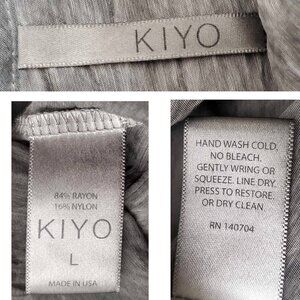 KIYO
84% RAYON
16% NYLON
KIYO
L
MADE IN USA
HAND WASH COLD,
NO BLEACH.
GENTLY WRING OR
SQUEEZE. LINE DRY.
PRESS TO RESTORE.
OR DRY CLEAN
RN 140704